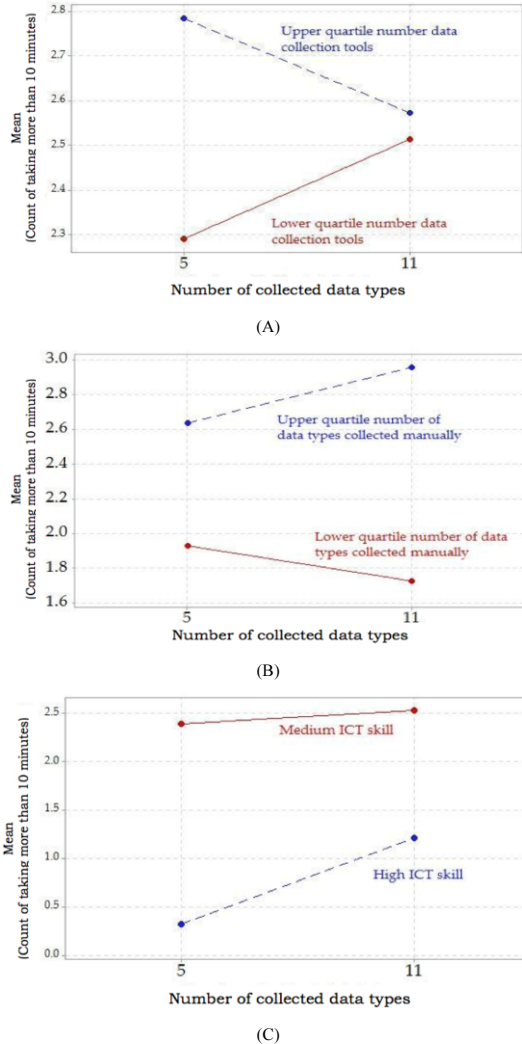 Mean
(Count of taking more than 10 minutes)
2.8
2.7
2.6
2.5
2.4
2.3
Upper quartile number data
collection tools
Lower quartile number data
collection tools
5
11
Number of collected data types
(A)
Mean
(Count of taking more than 10 minutes)
3.0
2.8
2.6
2.4
2.2
2.0
1.8
1.6
Upper quartile number of
data types collected manually
Lower quartile number of data
types collected manually
5
11
Number of collected data types
(B)
Mean
(Count of taking more than 10 minutes)
2.5
2.0
1.5
1.0
0.5
0.0
Medium ICT skill
High ICT skill
5
11
Number of collected data types
(C)